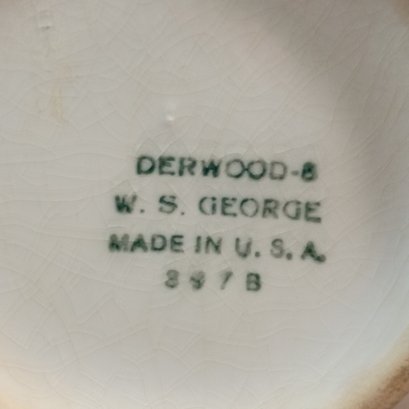 DERWOOD-8
W. S. GEORGE
MADE IN U. S. A.